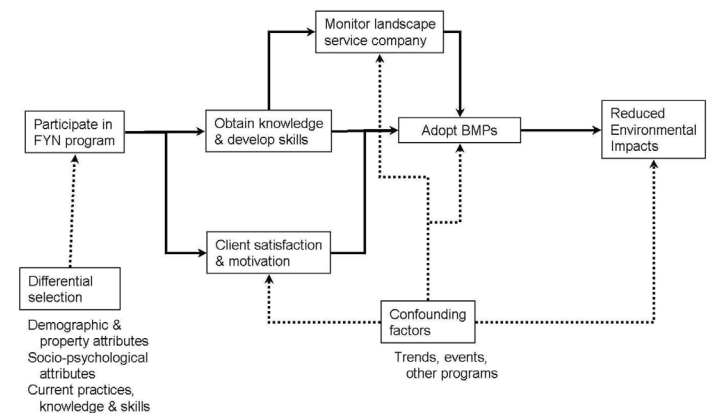 Monitor landscape
service company
Participate in
FYN program
Obtain knowledge
& develop skills
Adopt BMPs
Reduced
Environmental
Impacts
Client satisfaction
& motivation
Differential
selection
Demographic &
property attributes
Socio-psychological
attributes
Current practices,
knowledge & skills
Confounding
factors
Trends, events,
other programs